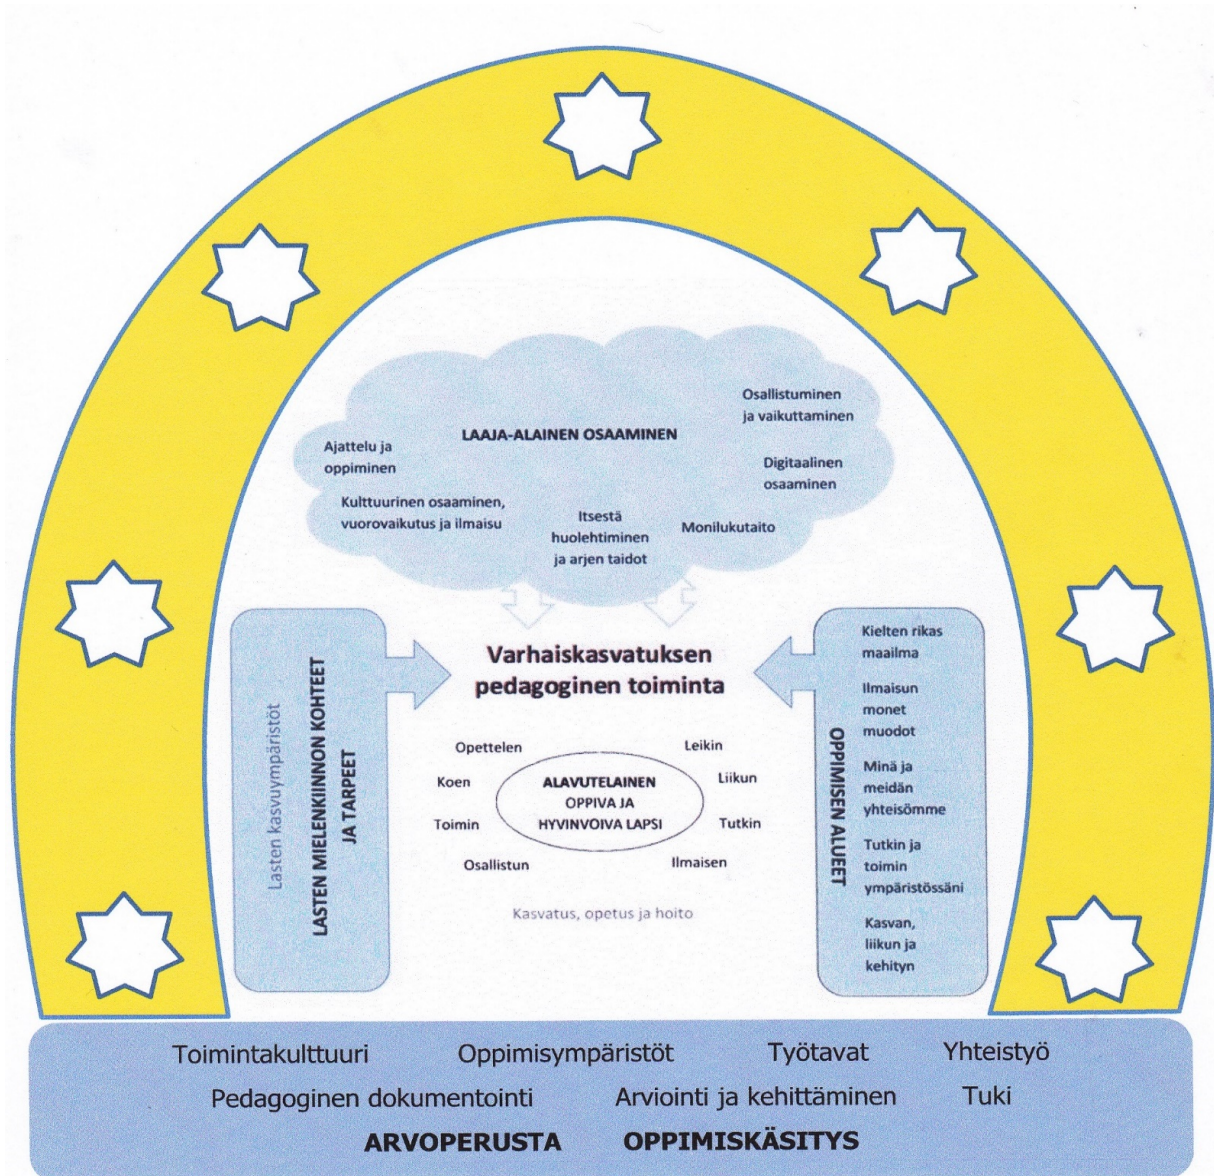 LAAJA-ALAINEN OSAAMINEN
Osallistuminen
ja vaikuttaminen
Ajattelu ja
oppiminen
Digitaalinen
osaaminen
Kulttuurinen osaaminen,
vuorovaikutus ja ilmaisu
Itsestä
huolehtiminen
ja arjen taidot
Monilukutaito
Lasten kasvuympäristöt
LASTEN MIELENKIINNON KOHTEET
JA TARPEET
Varhaiskasvatuksen
pedagoginen toiminta
Opettelen
Leikin
Koen
Liikun
Toimin
Tutkin
Osallistun
Ilmaisen
ALAVUTELAINEN
OPPIVA JA
HYVINVOIVA LAPSI
Kasvatus, opetus ja hoito
OPPIMISEN ALUEET
Kielten rikas
maailma
Ilmaisun
monet
muodot
Minä ja
meidän
yhteisömme
Tutkin ja
toimin
ympäristössäni
Kasvan,
liikun ja
kehityn
Toimintakulttuuri Oppimisympäristöt Työtavat Yhteistyö
Pedagoginen dokumentointi Arviointi ja kehittäminen Tuki
ARVOPERUSTA OPPIMISKÄSITYS